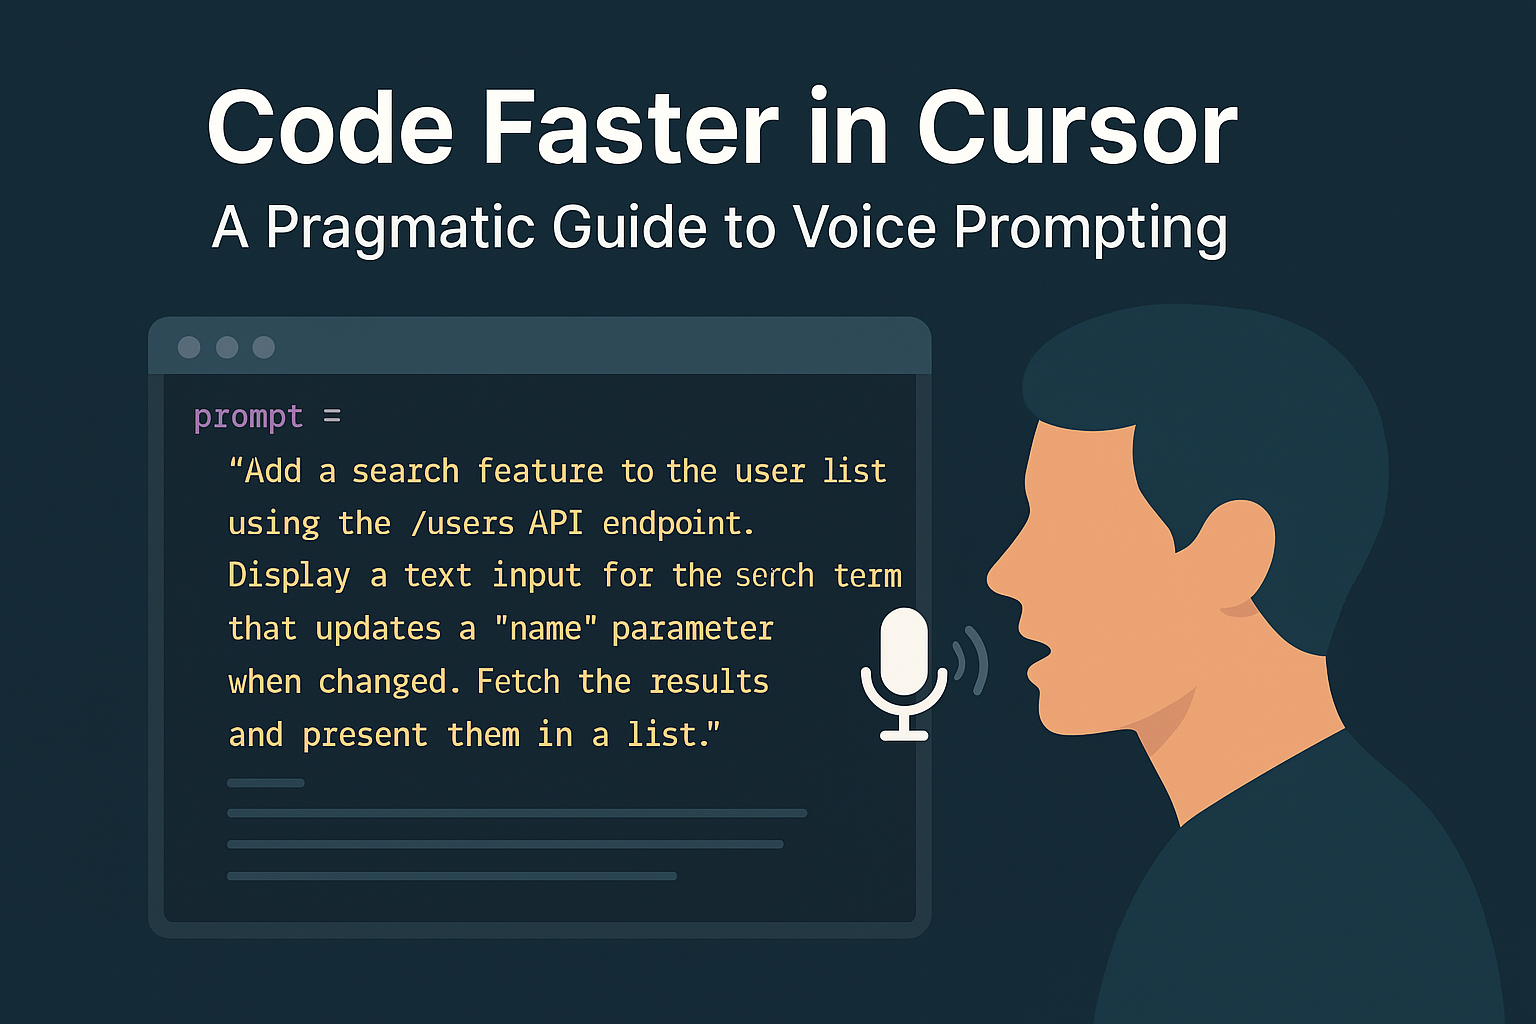 Code Faster in Cursor
A Pragmatic Guide to Voice Prompting
prompt =
“Add a search feature to the user list
using the /users API endpoint.
Display a text input for the serch term
that updates a "name" parameter
when changed. Fetch the results
and present them in a list.”